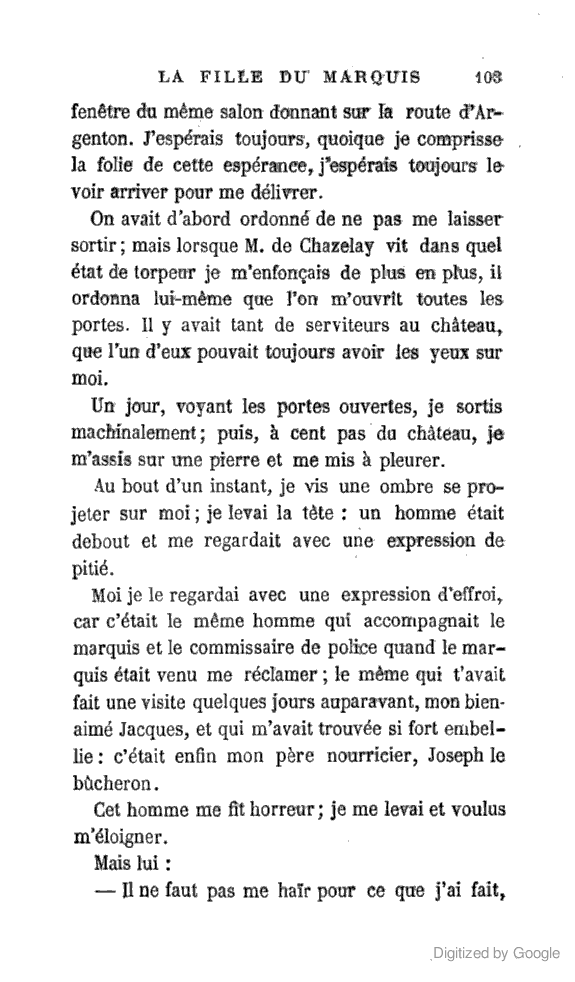 LA FILLE DU MARQUIS 103
fenêtre du même salon donnant sur la route d'Ar-
genton. J'espérais toujours, quoique je comprisse
la folie de cette espérance, j'espérais toujours le
voir arriver pour me délivrer.
On avait d'abord ordonné de ne pas me laisser
sortir ; mais lorsque M. de Chazelay vit dans quel
état de torpeur je m'enfonçais de plus en plus, il
ordonna lui-même que l'on m'ouvrît toutes les
portes. Il y avait tant de serviteurs au château,
que l'un d'eux pouvait toujours avoir les yeux sur
moi.
Un jour, voyant les portes ouvertes, je sortis
machinalement ; puis, à cent pas du château, je
m'assis sur une pierre et me mis à pleurer.
Au bout d'un instant, je vis une ombre se pro-
jeter sur moi ; je levai la tête : un homme était
debout et me regardait avec une expression de
pitié.
Moi je le regardai avec une expression d'effroi,
car c'était le même homme qui accompagnait le
marquis et le commissaire de police quand le mar-
quis était venu me réclamer ; le même qui t'avait
fait une visite quelques jours auparavant, mon bien-
aimé Jacques, et qui m'avait trouvée si fort embel-
lie : c'était enfin mon père nourricier, Joseph le
bûcheron.
Cet homme me fit horreur ; je me levai et voulus
m'éloigner.
Mais lui :
— Il ne faut pas me haïr pour ce que j'ai fait,
Digitized by Google